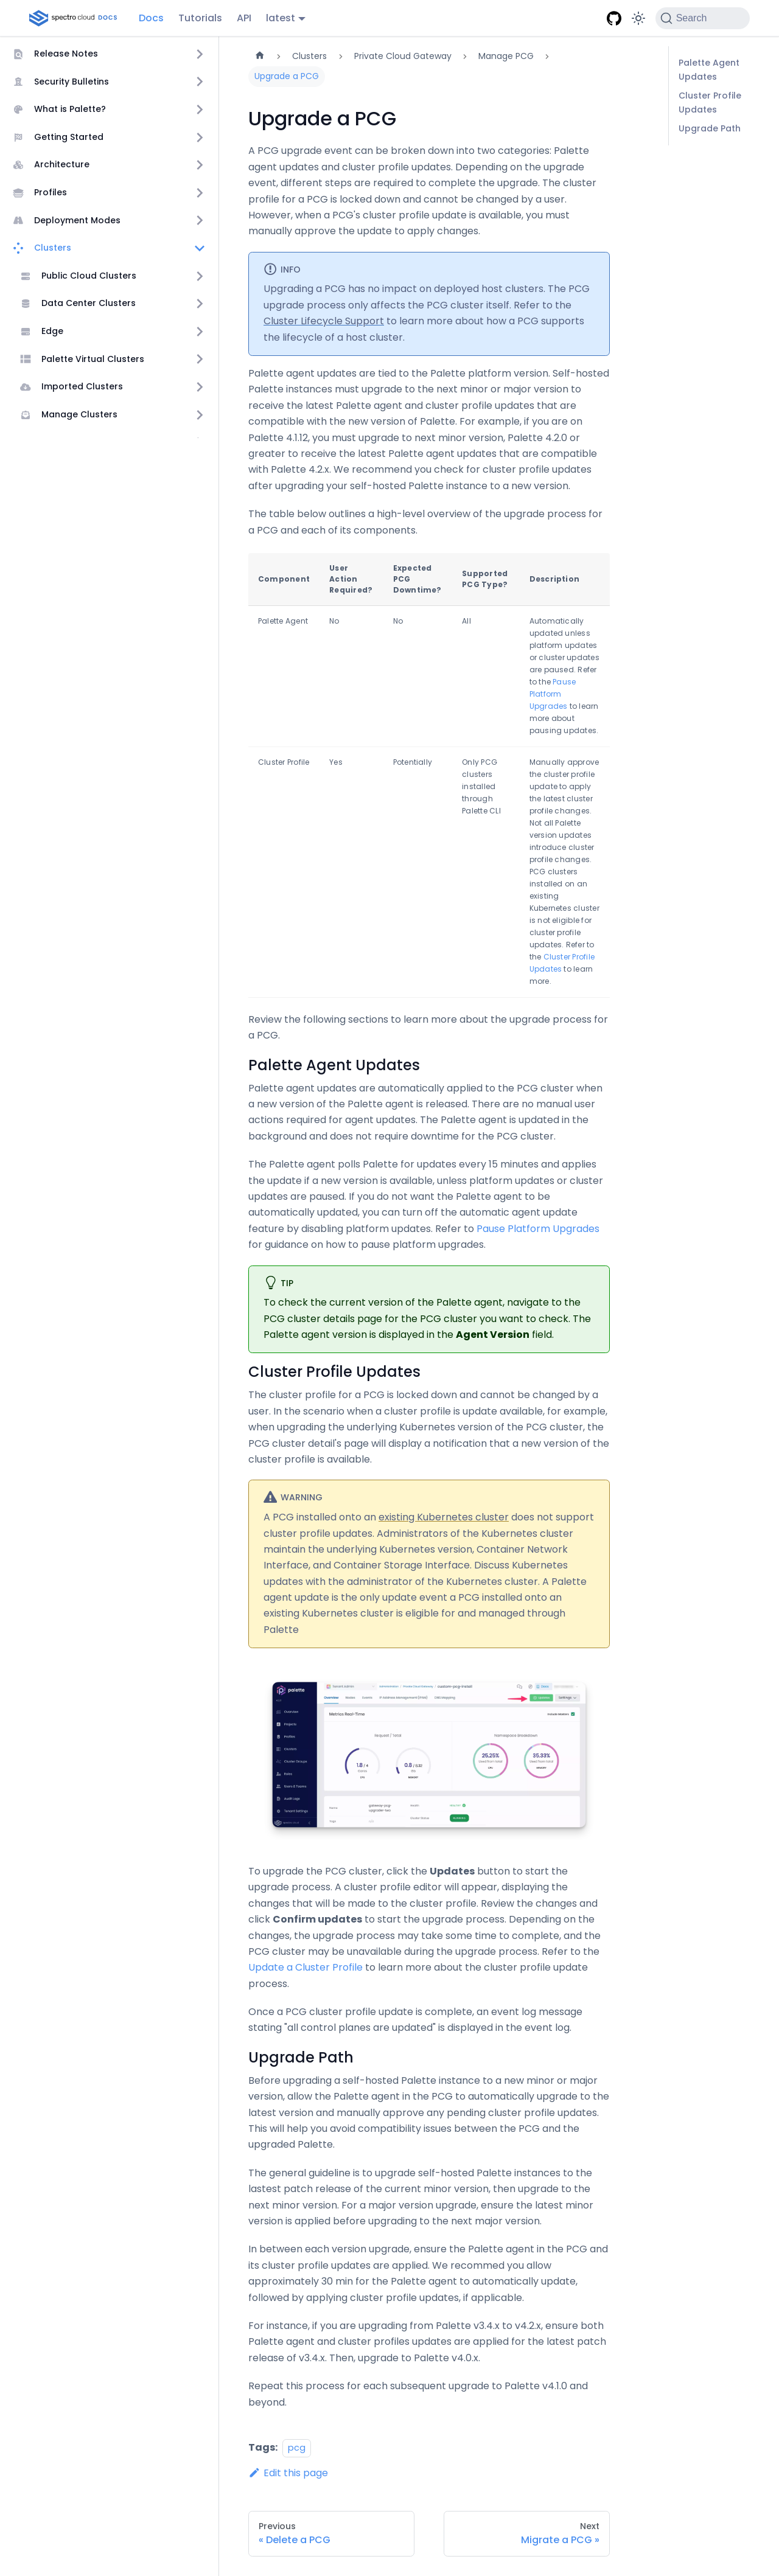 spectro cloud DOCS
Docs
Tutorials
API
latest
Search
Release Notes
Security Bulletins
What is Palette?
Getting Started
Architecture
Profiles
Deployment Modes
Clusters
Public Cloud Clusters
Data Center Clusters
Edge
Palette Virtual Clusters
Imported Clusters
Manage Clusters
Clusters
Private Cloud Gateway
Manage PCG
Upgrade a PCG
Upgrade a PCG
A PCG upgrade event can be broken down into two categories: Palette
agent updates and cluster profile updates. Depending on the upgrade
event, different steps are required to complete the upgrade. The cluster
profile for a PCG is locked down and cannot be changed by a user.
However, when a PCG's cluster profile update is available, you must
manually approve the update to apply changes.
INFO
Upgrading a PCG has no impact on deployed host clusters. The PCG
upgrade process only affects the PCG cluster itself. Refer to the
Cluster Lifecycle Support to learn more about how a PCG supports
the lifecycle of a host cluster.
Palette agent updates are tied to the Palette platform version. Self-hosted
Palette instances must upgrade to the next minor or major version to
receive the latest Palette agent and cluster profile updates that are
compatible with the new version of Palette. For example, if you are on
Palette 4.1.12, you must upgrade to next minor version, Palette 4.2.0 or
greater to receive the latest Palette agent updates that are compatible
with Palette 4.2.x. We recommend you check for cluster profile updates
after upgrading your self-hosted Palette instance to a new version.
The table below outlines a high-level overview of the upgrade process for
a PCG and each of its components.
Component
User
Action
Required?
Expected
PCG
Downtime?
Supported
PCG Type?
Description
Palette Agent
No
No
All
Automatically
updated unless
platform updates
or cluster updates
are paused. Refer
to the Pause
Platform
Upgrades to learn
more about
pausing updates.
Cluster Profile
Yes
Potentially
Only PCG
clusters
installed
through
Palette CLI
Manually approve
the cluster profile
update to apply
the latest cluster
profile changes.
Not all Palette
version updates
introduce cluster
profile changes.
PCG clusters
installed on an
existing
Kubernetes cluster
is not eligible for
cluster profile
updates. Refer to
the Cluster Profile
Updates to learn
more.
Review the following sections to learn more about the upgrade process for
a PCG.
Palette Agent Updates
Palette agent updates are automatically applied to the PCG cluster when
a new version of the Palette agent is released. There are no manual user
actions required for agent updates. The Palette agent is updated in the
background and does not require downtime for the PCG cluster.
The Palette agent polls Palette for updates every 15 minutes and applies
the update if a new version is available, unless platform updates or cluster
updates are paused. If you do not want the Palette agent to be
automatically updated, you can turn off the automatic agent update
feature by disabling platform updates. Refer to Pause Platform Upgrades
for guidance on how to pause platform upgrades.
TIP
To check the current version of the Palette agent, navigate to the
PCG cluster details page for the PCG cluster you want to check. The
Palette agent version is displayed in the Agent Version field.
Cluster Profile Updates
The cluster profile for a PCG is locked down and cannot be changed by a
user. In the scenario when a cluster profile is update available, for example,
when upgrading the underlying Kubernetes version of the PCG cluster, the
PCG cluster detail's page will display a notification that a new version of the
cluster profile is available.
WARNING
A PCG installed onto an existing Kubernetes cluster does not support
cluster profile updates. Administrators of the Kubernetes cluster
maintain the underlying Kubernetes version, Container Network
Interface, and Container Storage Interface. Discuss Kubernetes
updates with the administrator of the Kubernetes cluster. A Palette
agent update is the only update event a PCG installed onto an
existing Kubernetes cluster is eligible for and managed through
Palette
palette
Metrics Real-Time
Request / Total
Namespace Breakdown
25.25%
35.33%
To upgrade the PCG cluster, click the Updates button to start the
upgrade process. A cluster profile editor will appear, displaying the
changes that will be made to the cluster profile. Review the changes and
click Confirm updates to start the upgrade process. Depending on the
changes, the upgrade process may take some time to complete, and the
PCG cluster may be unavailable during the upgrade process. Refer to the
Update a Cluster Profile to learn more about the cluster profile update
process.
Once a PCG cluster profile update is complete, an event log message
stating "all control planes are updated" is displayed in the event log.
Upgrade Path
Before upgrading a self-hosted Palette instance to a new minor or major
version, allow the Palette agent in the PCG to automatically upgrade to the
latest version and manually approve any pending cluster profile updates.
This will help you avoid compatibility issues between the PCG and the
upgraded Palette.
The general guideline is to upgrade self-hosted Palette instances to the
lastest patch release of the current minor version, then upgrade to the
next minor version. For a major version upgrade, ensure the latest minor
version is applied before upgrading to the next major version.
In between each version upgrade, ensure the Palette agent in the PCG and
its cluster profile updates are applied. We recommed you allow
approximately 30 min for the Palette agent to automatically update,
followed by applying cluster profile updates, if applicable.
For instance, if you are upgrading from Palette v3.4.x to v4.2.x, ensure both
Palette agent and cluster profiles updates are applied for the latest patch
release of v3.4.x. Then, upgrade to Palette v4.0.x.
Repeat this process for each subsequent upgrade to Palette v4.1.0 and
beyond.
Tags: pcg
Edit this page
Previous
« Delete a PCG
Next
Migrate a PCG »
Palette Agent
Updates
Cluster Profile
Updates
Upgrade Path